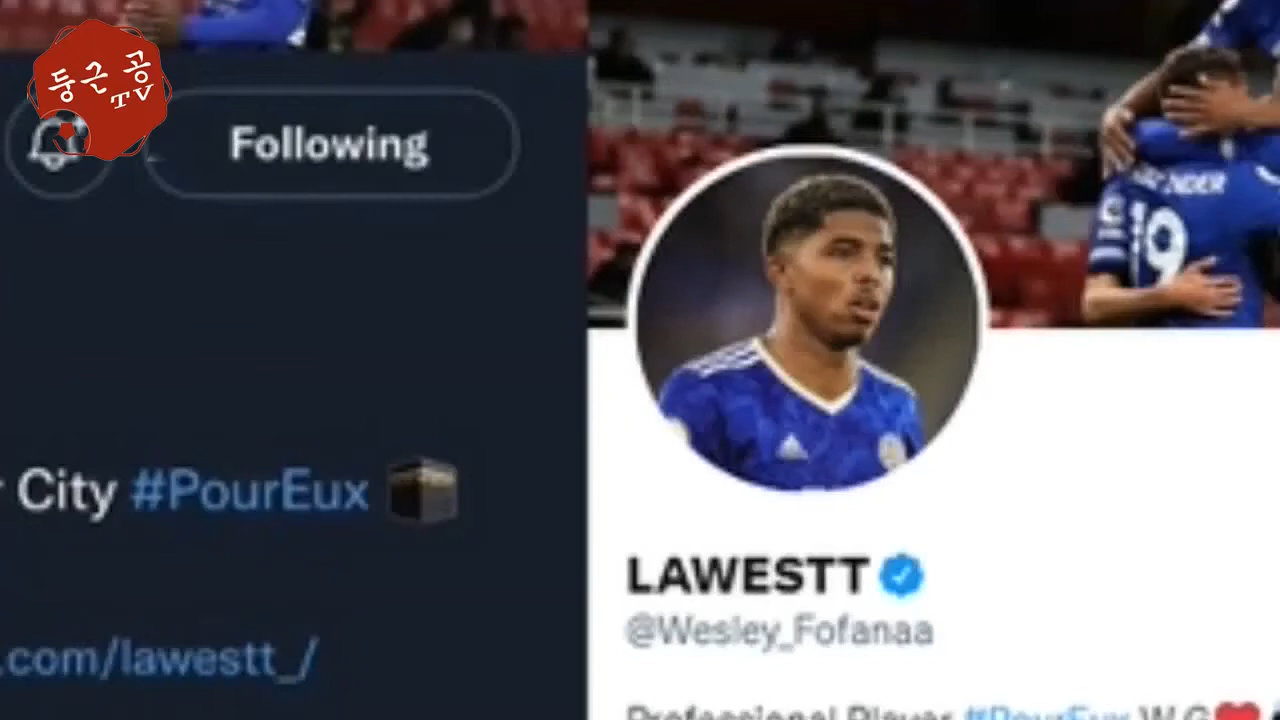 둥근 공
TV
Following
r City #PourEux
.com/lawestt_/
19
LAWESTT
@Wesley_Fofanaa
Professional Player #PourEux W.G